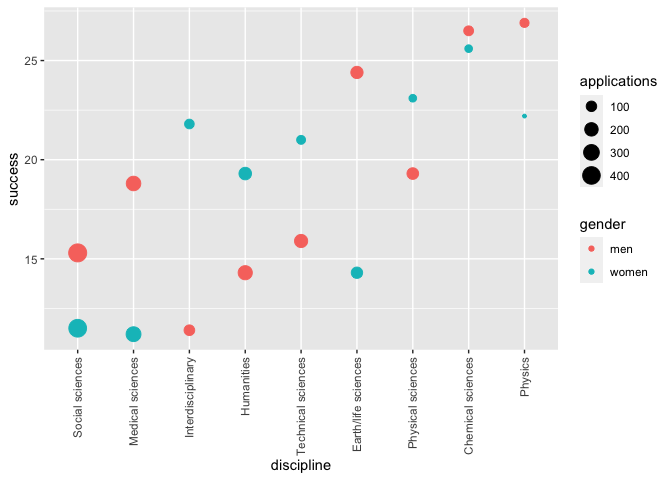 success
25
20
15
Social sciences
Medical sciences
Interdisciplinary
Humanities
Technical sciences
Earth/life sciences
Physical sciences
Chemical sciences
Physics
discipline
applications
100
200
300
400
gender
men
women